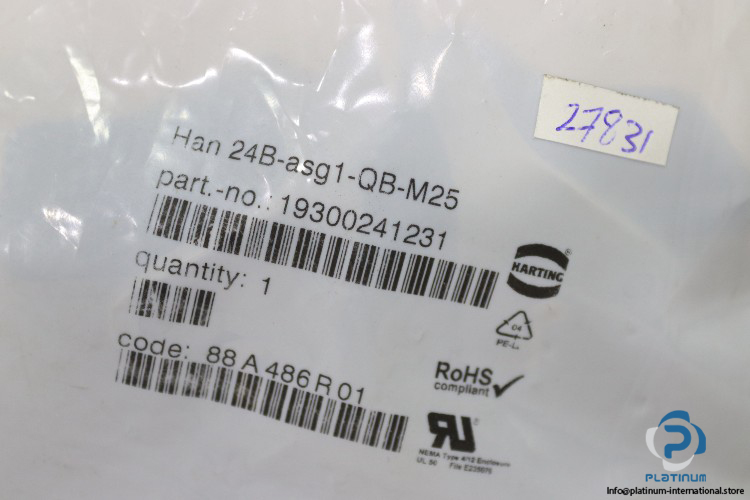 27831
Han 24B-asg1-QB-M25
part.-no.: 19300241231
HARTING
quantity: 1
04
code: 88 A 486 R 01
RoHS
compliant
NEMA Type 4/12 Enclosure
UL 50 File
PLATINUM
Info@platinum-international.store